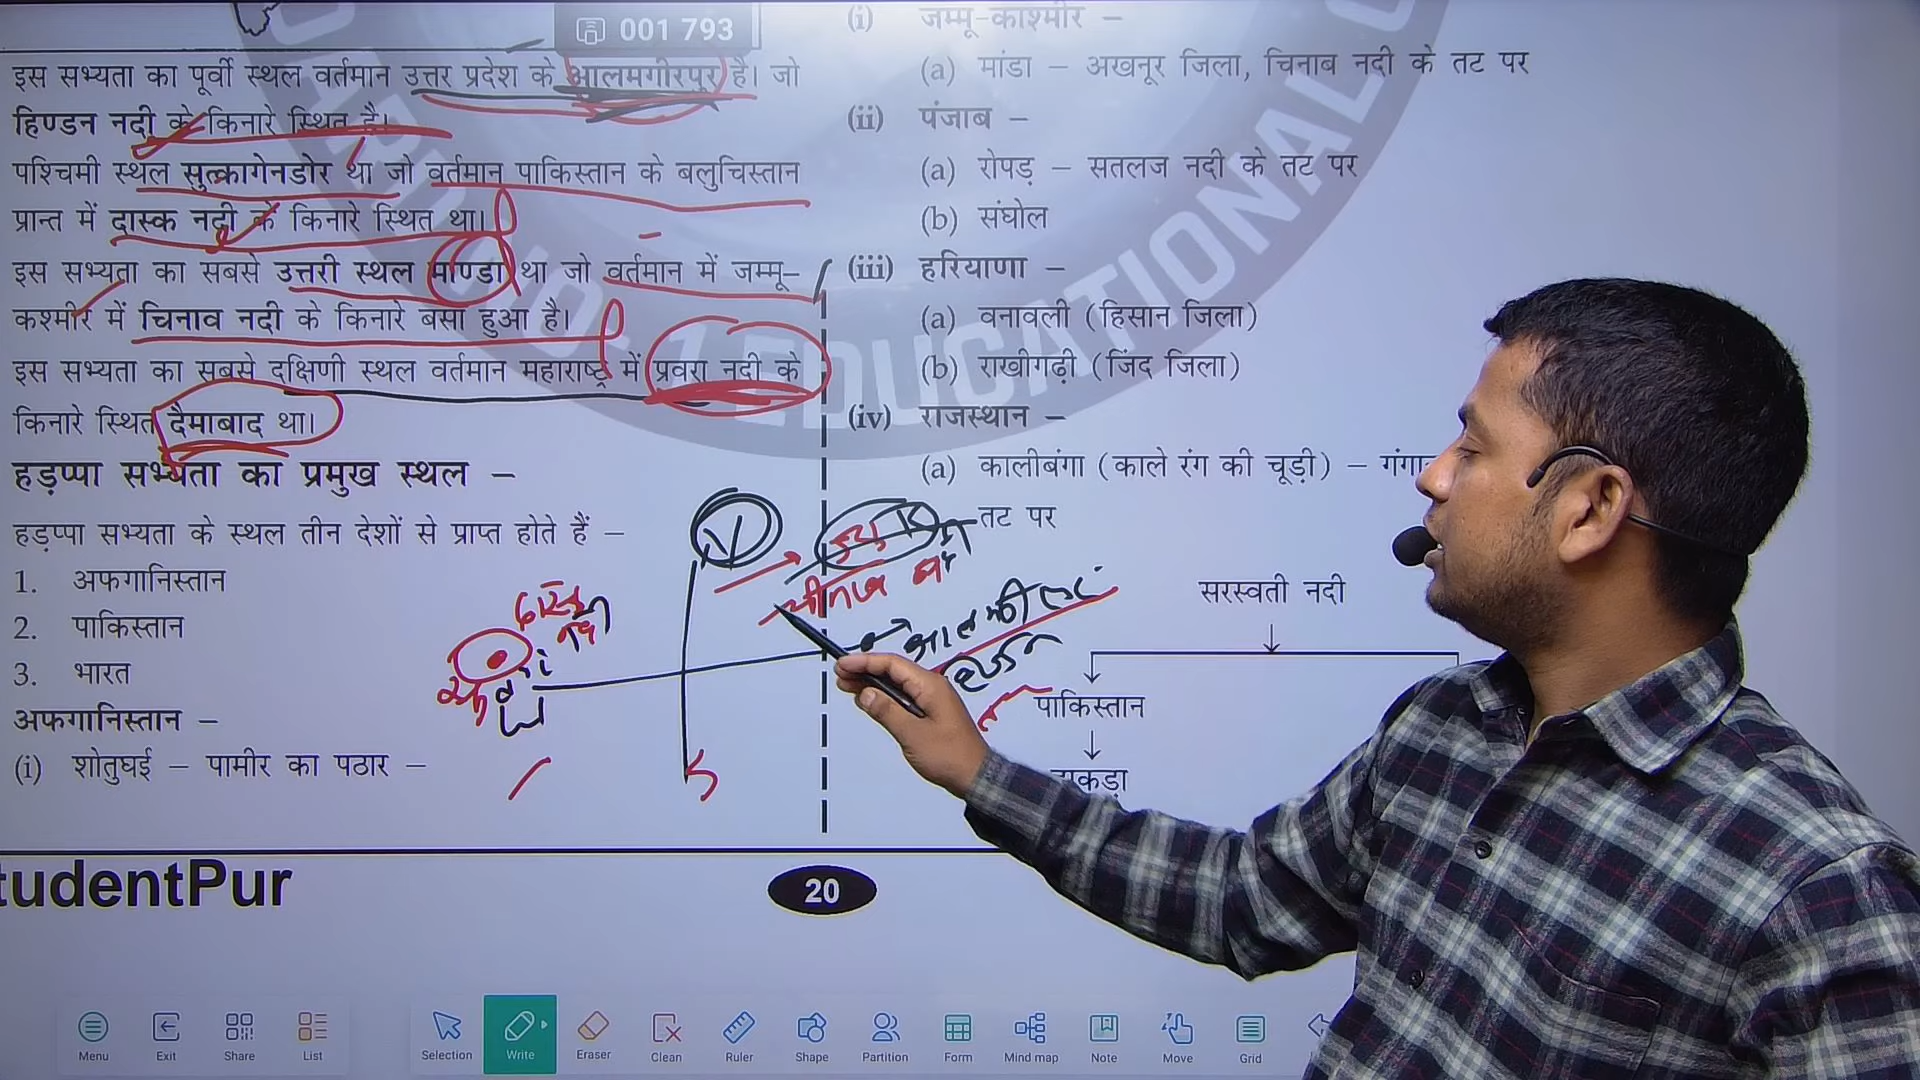 001 793
इस सभ्यता का पूर्वी स्थल वर्तमान उत्तर प्रदेश के आलमगीरपुर है। जो
हिण्डन नदी के किनारे स्थित है।
पश्चिमी स्थल सुत्कागेनडोर था जो वर्तमान पाकिस्तान के बलुचिस्तान
प्रान्त में दास्क नदी के किनारे स्थित था।
इस सभ्यता का सबसे उत्तरी स्थल माण्डा था जो वर्तमान में जम्मू–
कश्मीर में चिनाव नदी के किनारे बसा हुआ है।
इस सभ्यता का सबसे दक्षिणी स्थल वर्तमान महाराष्ट्र में प्रवरा नदी के
किनारे स्थित दैमाबाद था।
हड़प्पा सभ्यता का प्रमुख स्थल –
हड़प्पा सभ्यता के स्थल तीन देशों से प्राप्त होते हैं –
1. अफगानिस्तान
2. पाकिस्तान
3. भारत
अफगानिस्तान –
(i) शोतुघई – पामीर का पठार –
(i) जम्मू-काश्मीर –
(a) मांडा – अखनूर जिला, चिनाब नदी के तट पर
(ii) पंजाब –
(a) रोपड़ – सतलज नदी के तट पर
(b) संघोल
(iii) हरियाणा –
(a) वनावली (हिसान जिला)
(b) राखीगढ़ी (जिंद जिला)
(iv) राजस्थान –
(a) कालीबंगा (काले रंग की चूड़ी) –
तट पर
सरस्वती नदी
पाकिस्तान
EDUCATIONAL
tudentPur
20
Menu
Exit
Share
List
Selection
Write
Eraser
Clean
Ruler
Shape
Partition
Form
Mind map
Note
Move
Grid